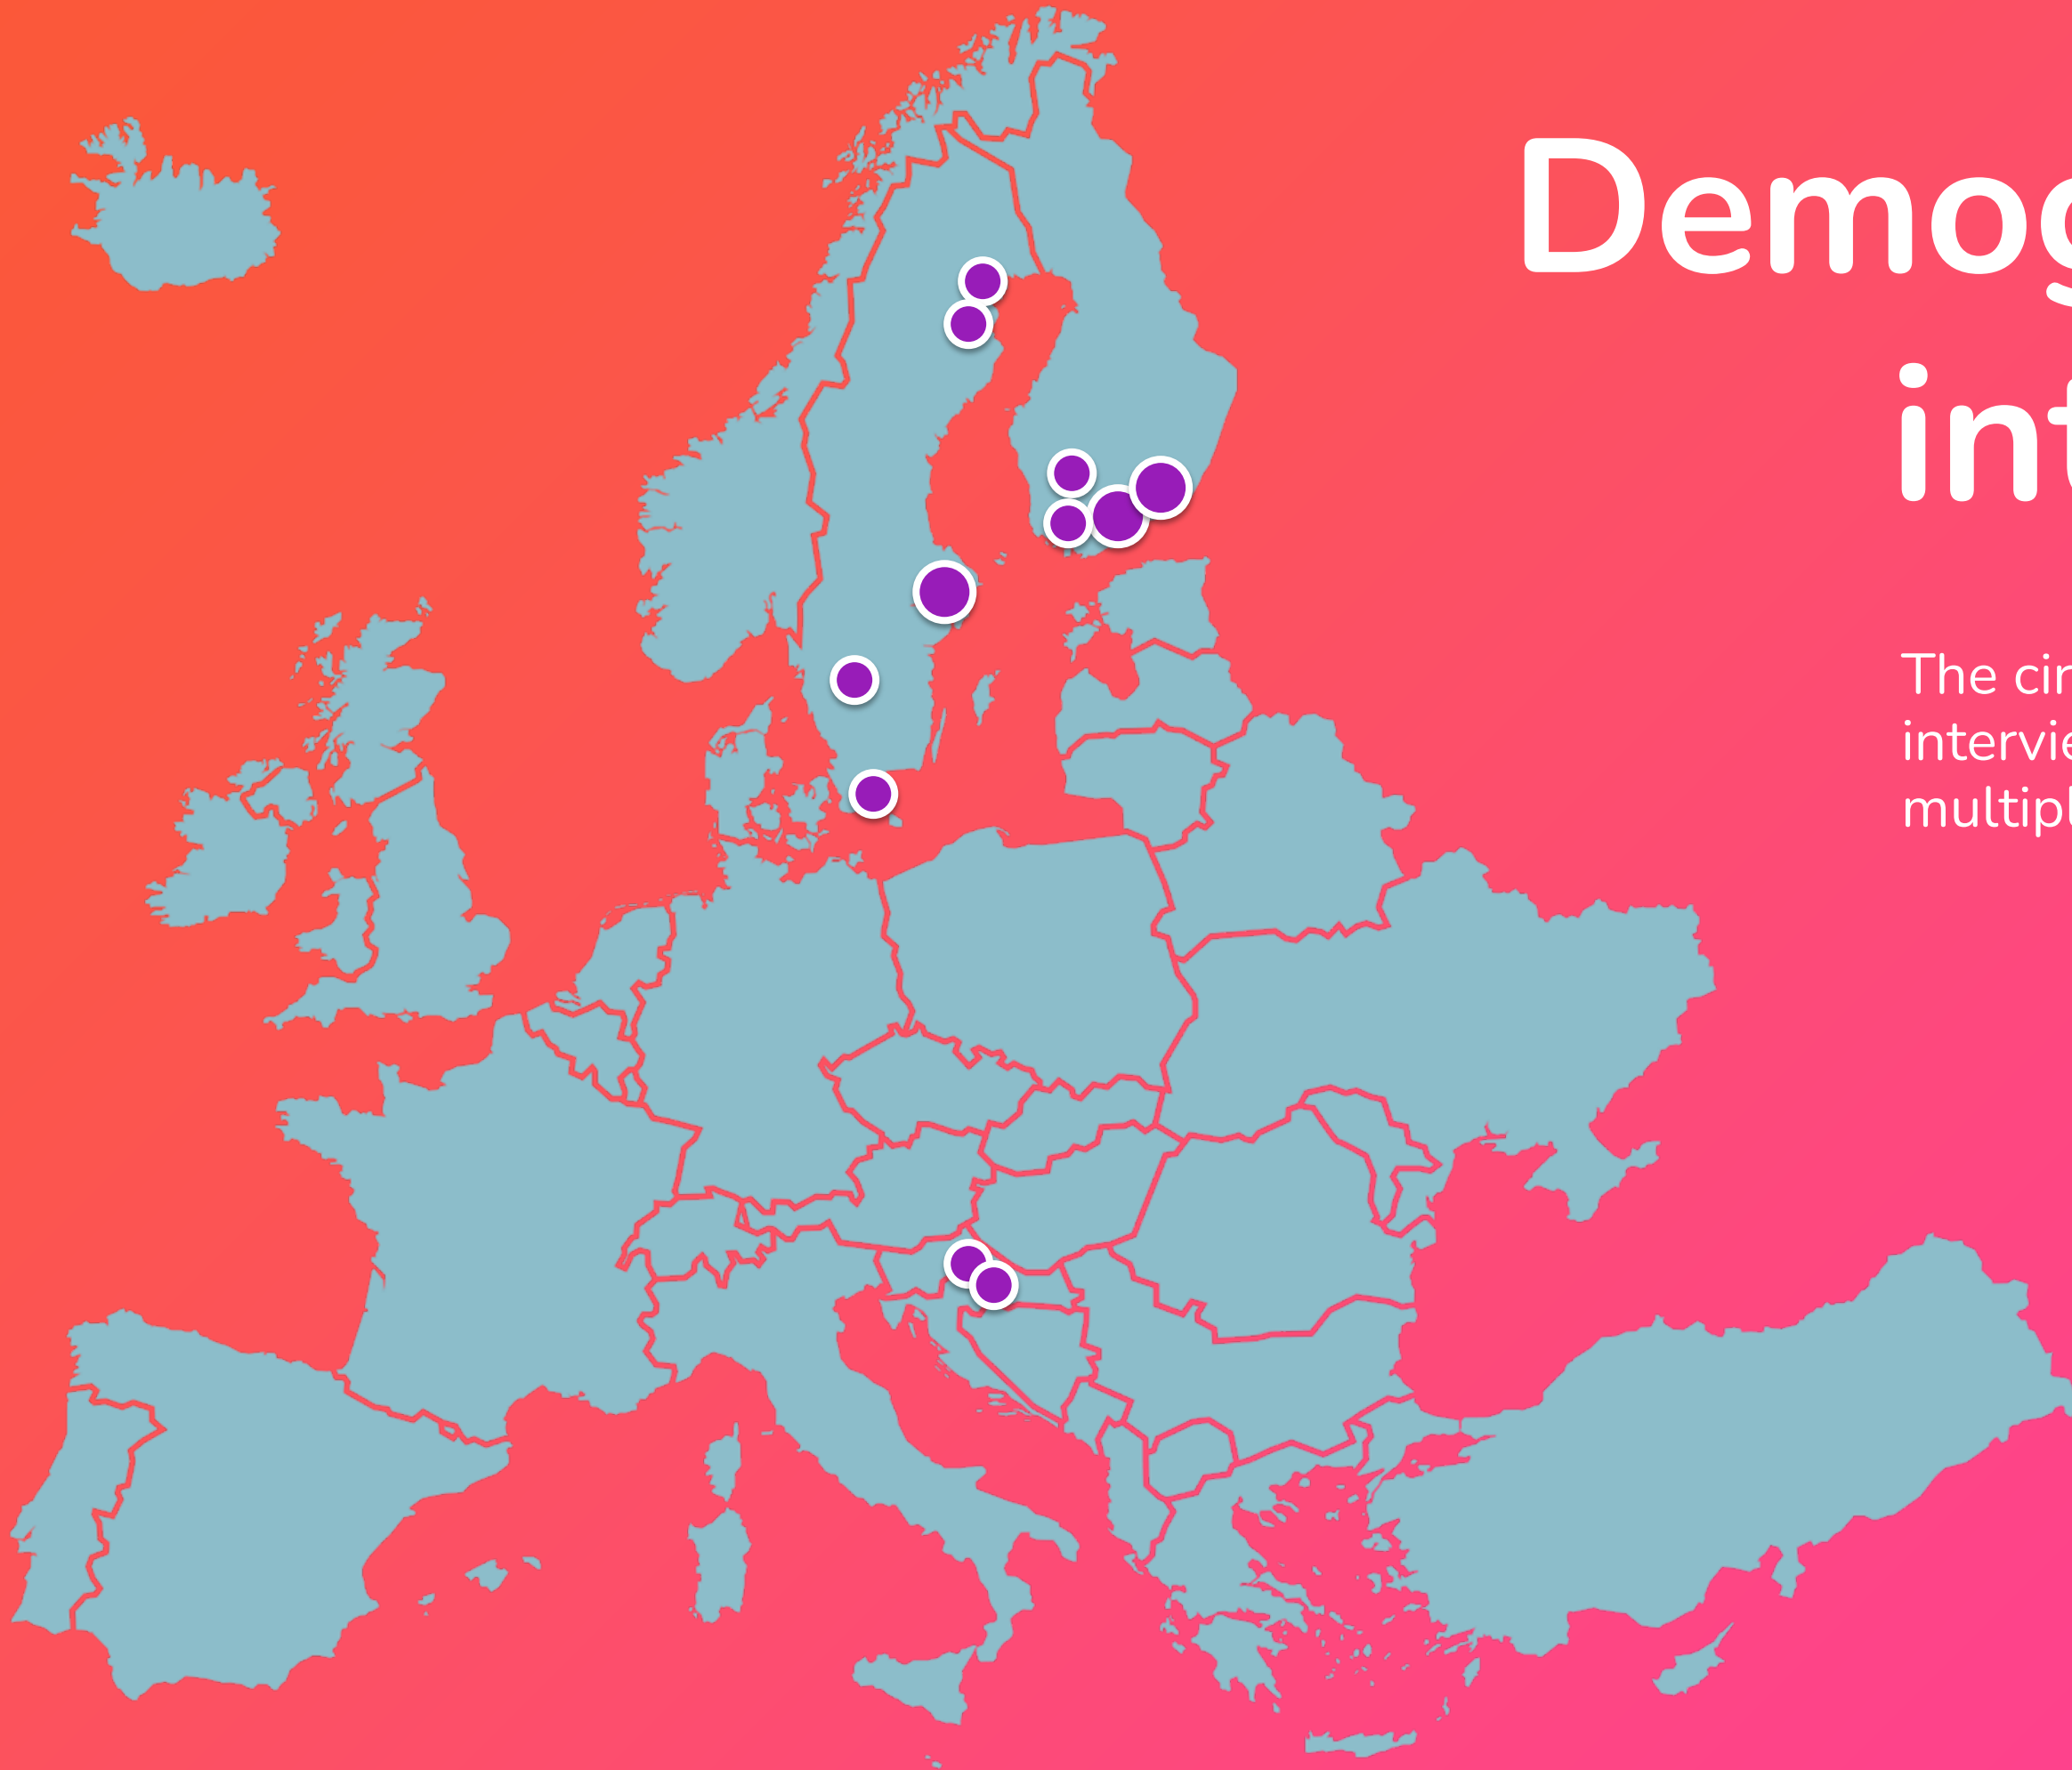 Demog
int
The cir
intervie
multipl